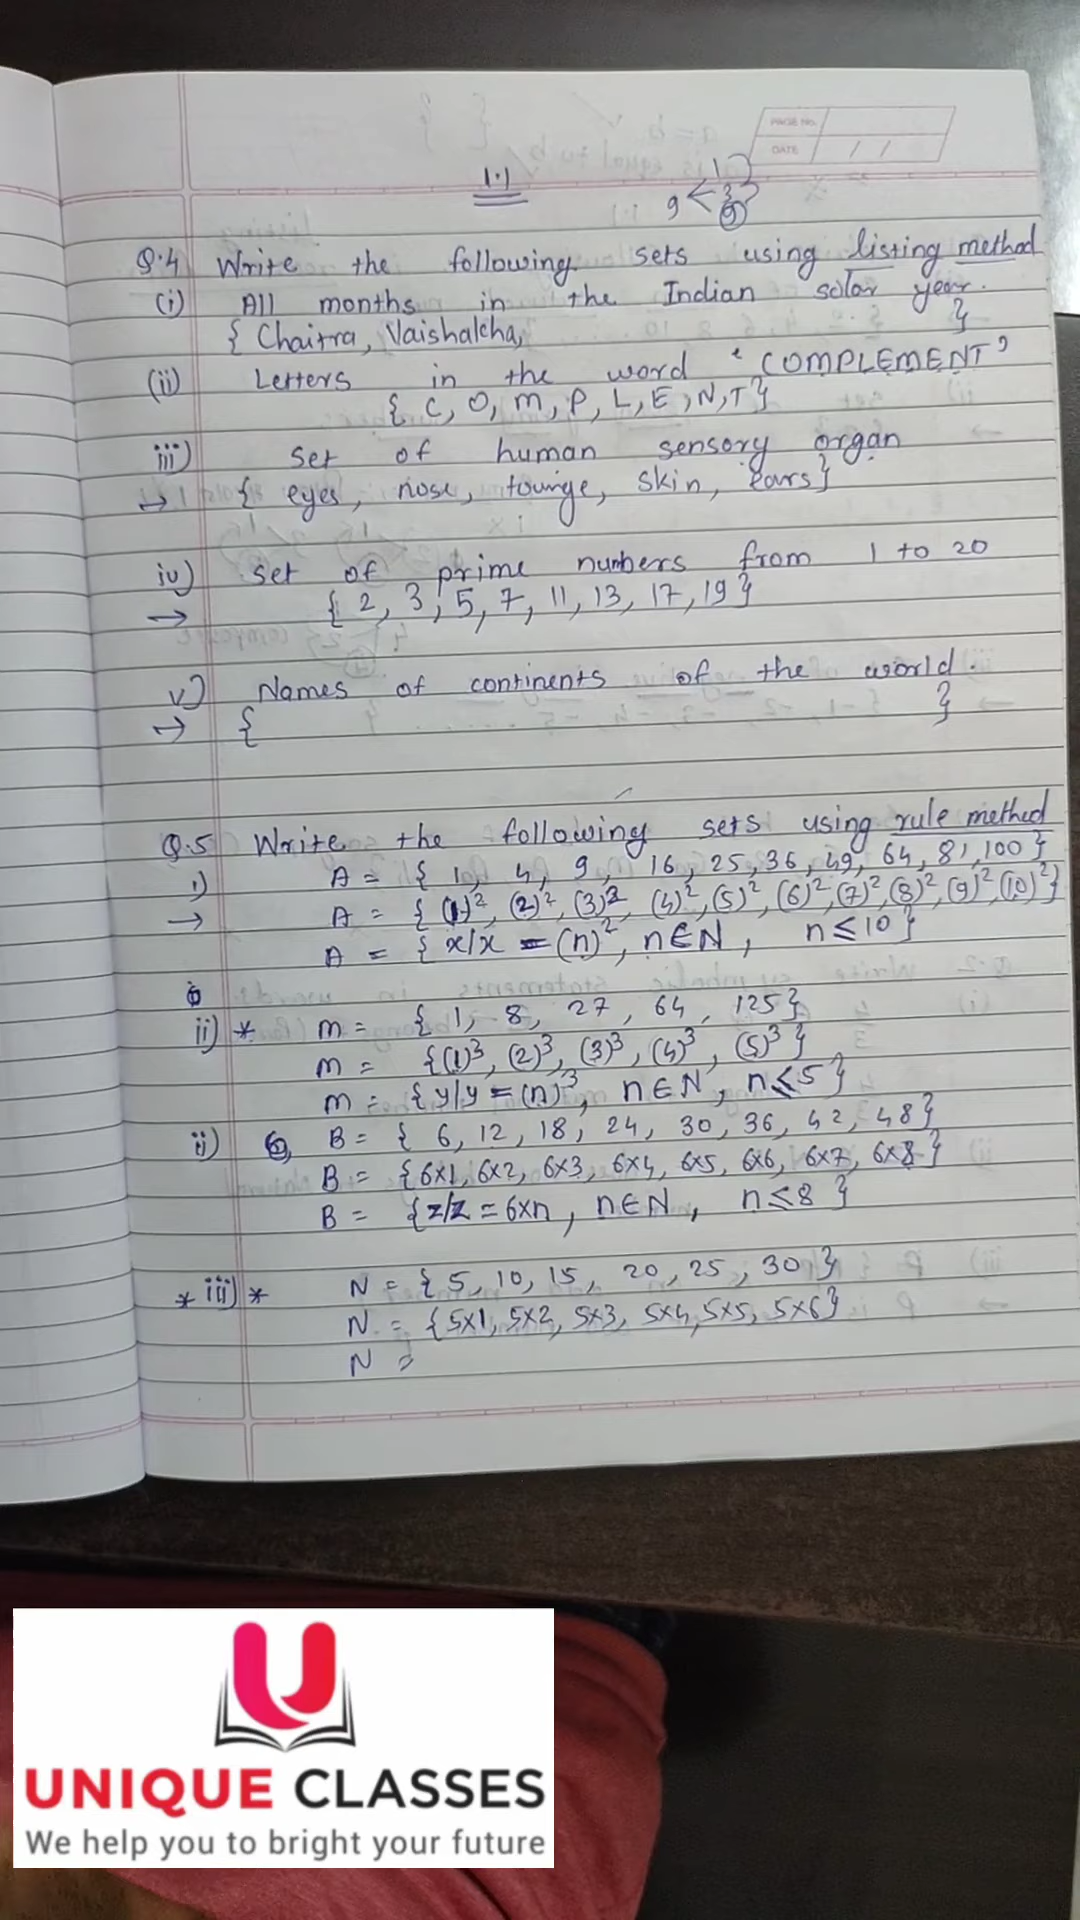 PAGE NO.
DATE / /
1.1
9 < 1 3 9
Q.4 Write the following sets using listing method
(i) All months in the Indian solar year.
{ Chaitra, Vaishakha, }
(ii) Letters in the word 'COMPLEMENT'
{ C, O, M, P, L, E, N, T }
iii) set of human sensory organ
→ { eyes, nose, tounge, skin, ears }
iv) set of prime numbers from 1 to 20
→ { 2, 3, 5, 7, 11, 13, 17, 19 }
v) Names of continents of the world.
→ { }
Q.5 Write the following sets using rule method
i) A = { 1, 4, 9, 16, 25, 36, 49, 64, 81, 100 }
→ A = { (1)², (2)², (3)², (4)², (5)², (6)², (7)², (8)², (9)², (10)² }
A = { x/x = (n)², n∈N, n≤10 }
ii) * M = { 1, 8, 27, 64, 125 }
M = { (1)³, (2)³, (3)³, (4)³, (5)³ }
M = { y/y = (n)³, n∈N, n≤5 }
ii) B = { 6, 12, 18, 24, 30, 36, 42, 48 }
B = { 6×1, 6×2, 6×3, 6×4, 6×5, 6×6, 6×7, 6×8 }
B = { z/z = 6×n, n∈N, n≤8 }
* iii) * N = { 5, 10, 15, 20, 25, 30 }
N = { 5×1, 5×2, 5×3, 5×4, 5×5, 5×6 }
N =
UNIQUE CLASSES
We help you to bright your future